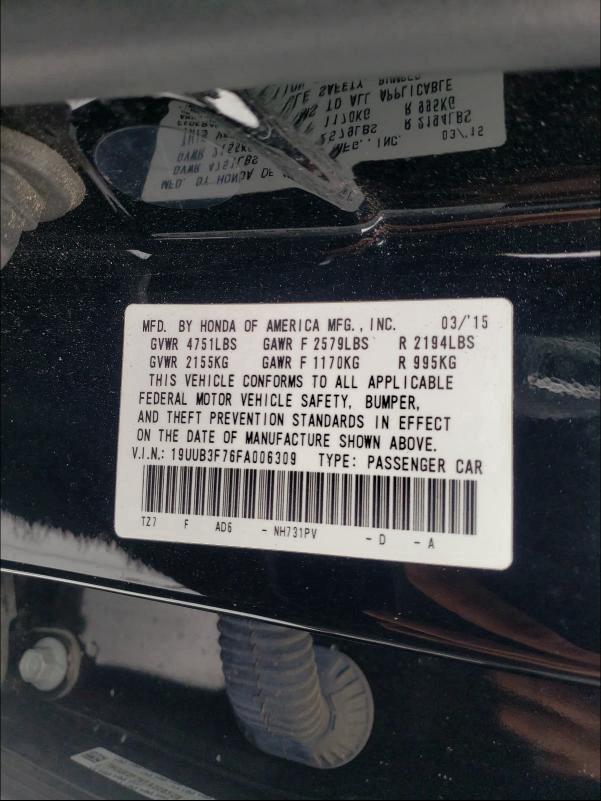 MFD. BY HONDA OF AMERICA MFG., INC. 03/'15
GVWR 4751LBS GAWR F 2579LBS R 2194LBS
GVWR 2155KG GAWR F 1170KG R 995KG
THIS VEHICLE CONFORMS TO ALL APPLICABLE
FEDERAL MOTOR VEHICLE SAFETY, BUMPER,
AND THEFT PREVENTION STANDARDS IN EFFECT
ON THE DATE OF MANUFACTURE SHOWN ABOVE.
V.I.N.: 19UUB3F76FA006309 TYPE: PASSENGER CAR
TZ7 F AD6 - NH731PV - D - A